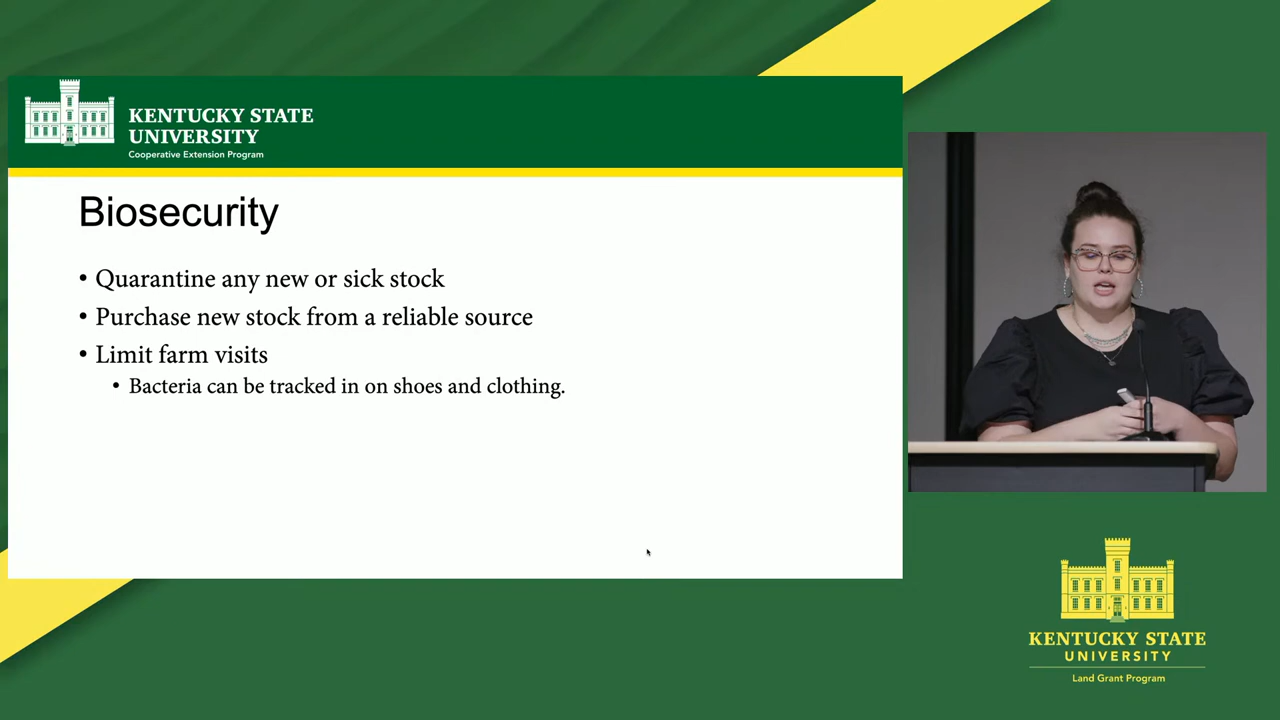 KENTUCKY STATE
UNIVERSITY
Cooperative Extension Program
Biosecurity
• Quarantine any new or sick stock
• Purchase new stock from a reliable source
• Limit farm visits
• Bacteria can be tracked in on shoes and clothing.
KENTUCKY STATE
UNIVERSITY
Land Grant Program